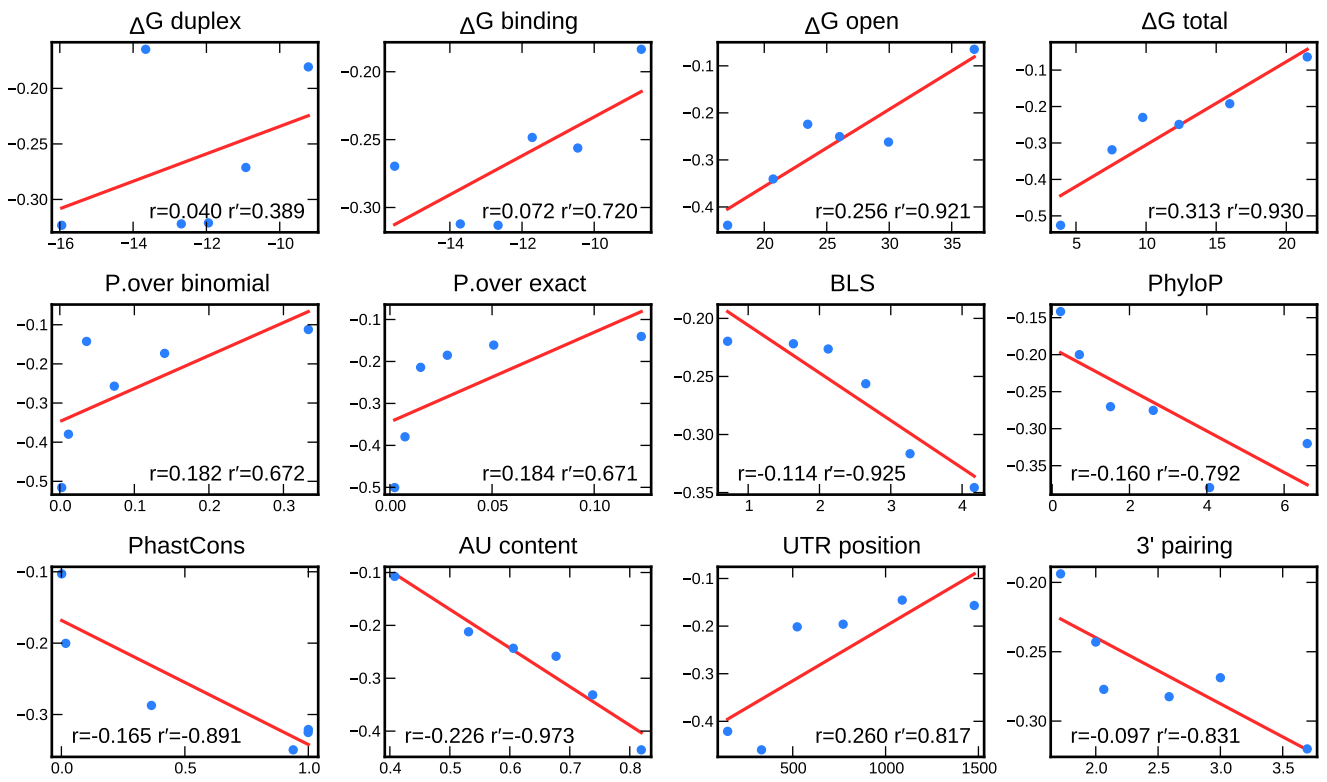 ΔG duplex
−0.20
−0.25
−0.30
r=0.040 r′=0.389
−16 −14 −12 −10
ΔG binding
−0.20
−0.25
−0.30
r=0.072 r′=0.720
−14 −12 −10
ΔG open
−0.1
−0.2
−0.3
−0.4
r=0.256 r′=0.921
20 25 30 35
ΔG total
−0.1
−0.2
−0.3
−0.4
−0.5
r=0.313 r′=0.930
5 10 15 20
P.over binomial
−0.1
−0.2
−0.3
−0.4
−0.5
r=0.182 r′=0.672
0.0 0.1 0.2 0.3
P.over exact
−0.1
−0.2
−0.3
−0.4
−0.5
r=0.184 r′=0.671
0.00 0.05 0.10
BLS
−0.20
−0.25
−0.30
−0.35
r=-0.114 r′=-0.925
1 2 3 4
PhyloP
−0.15
−0.20
−0.25
−0.30
−0.35
r=-0.160 r′=-0.792
0 2 4 6
PhastCons
−0.1
−0.2
−0.3
r=-0.165 r′=-0.891
0.0 0.5 1.0
AU content
−0.1
−0.2
−0.3
−0.4
r=-0.226 r′=-0.973
0.4 0.5 0.6 0.7 0.8
UTR position
−0.1
−0.2
−0.3
−0.4
r=0.260 r′=0.817
500 1000 1500
3' pairing
−0.20
−0.25
−0.30
r=-0.097 r′=-0.831
2.0 2.5 3.0 3.5